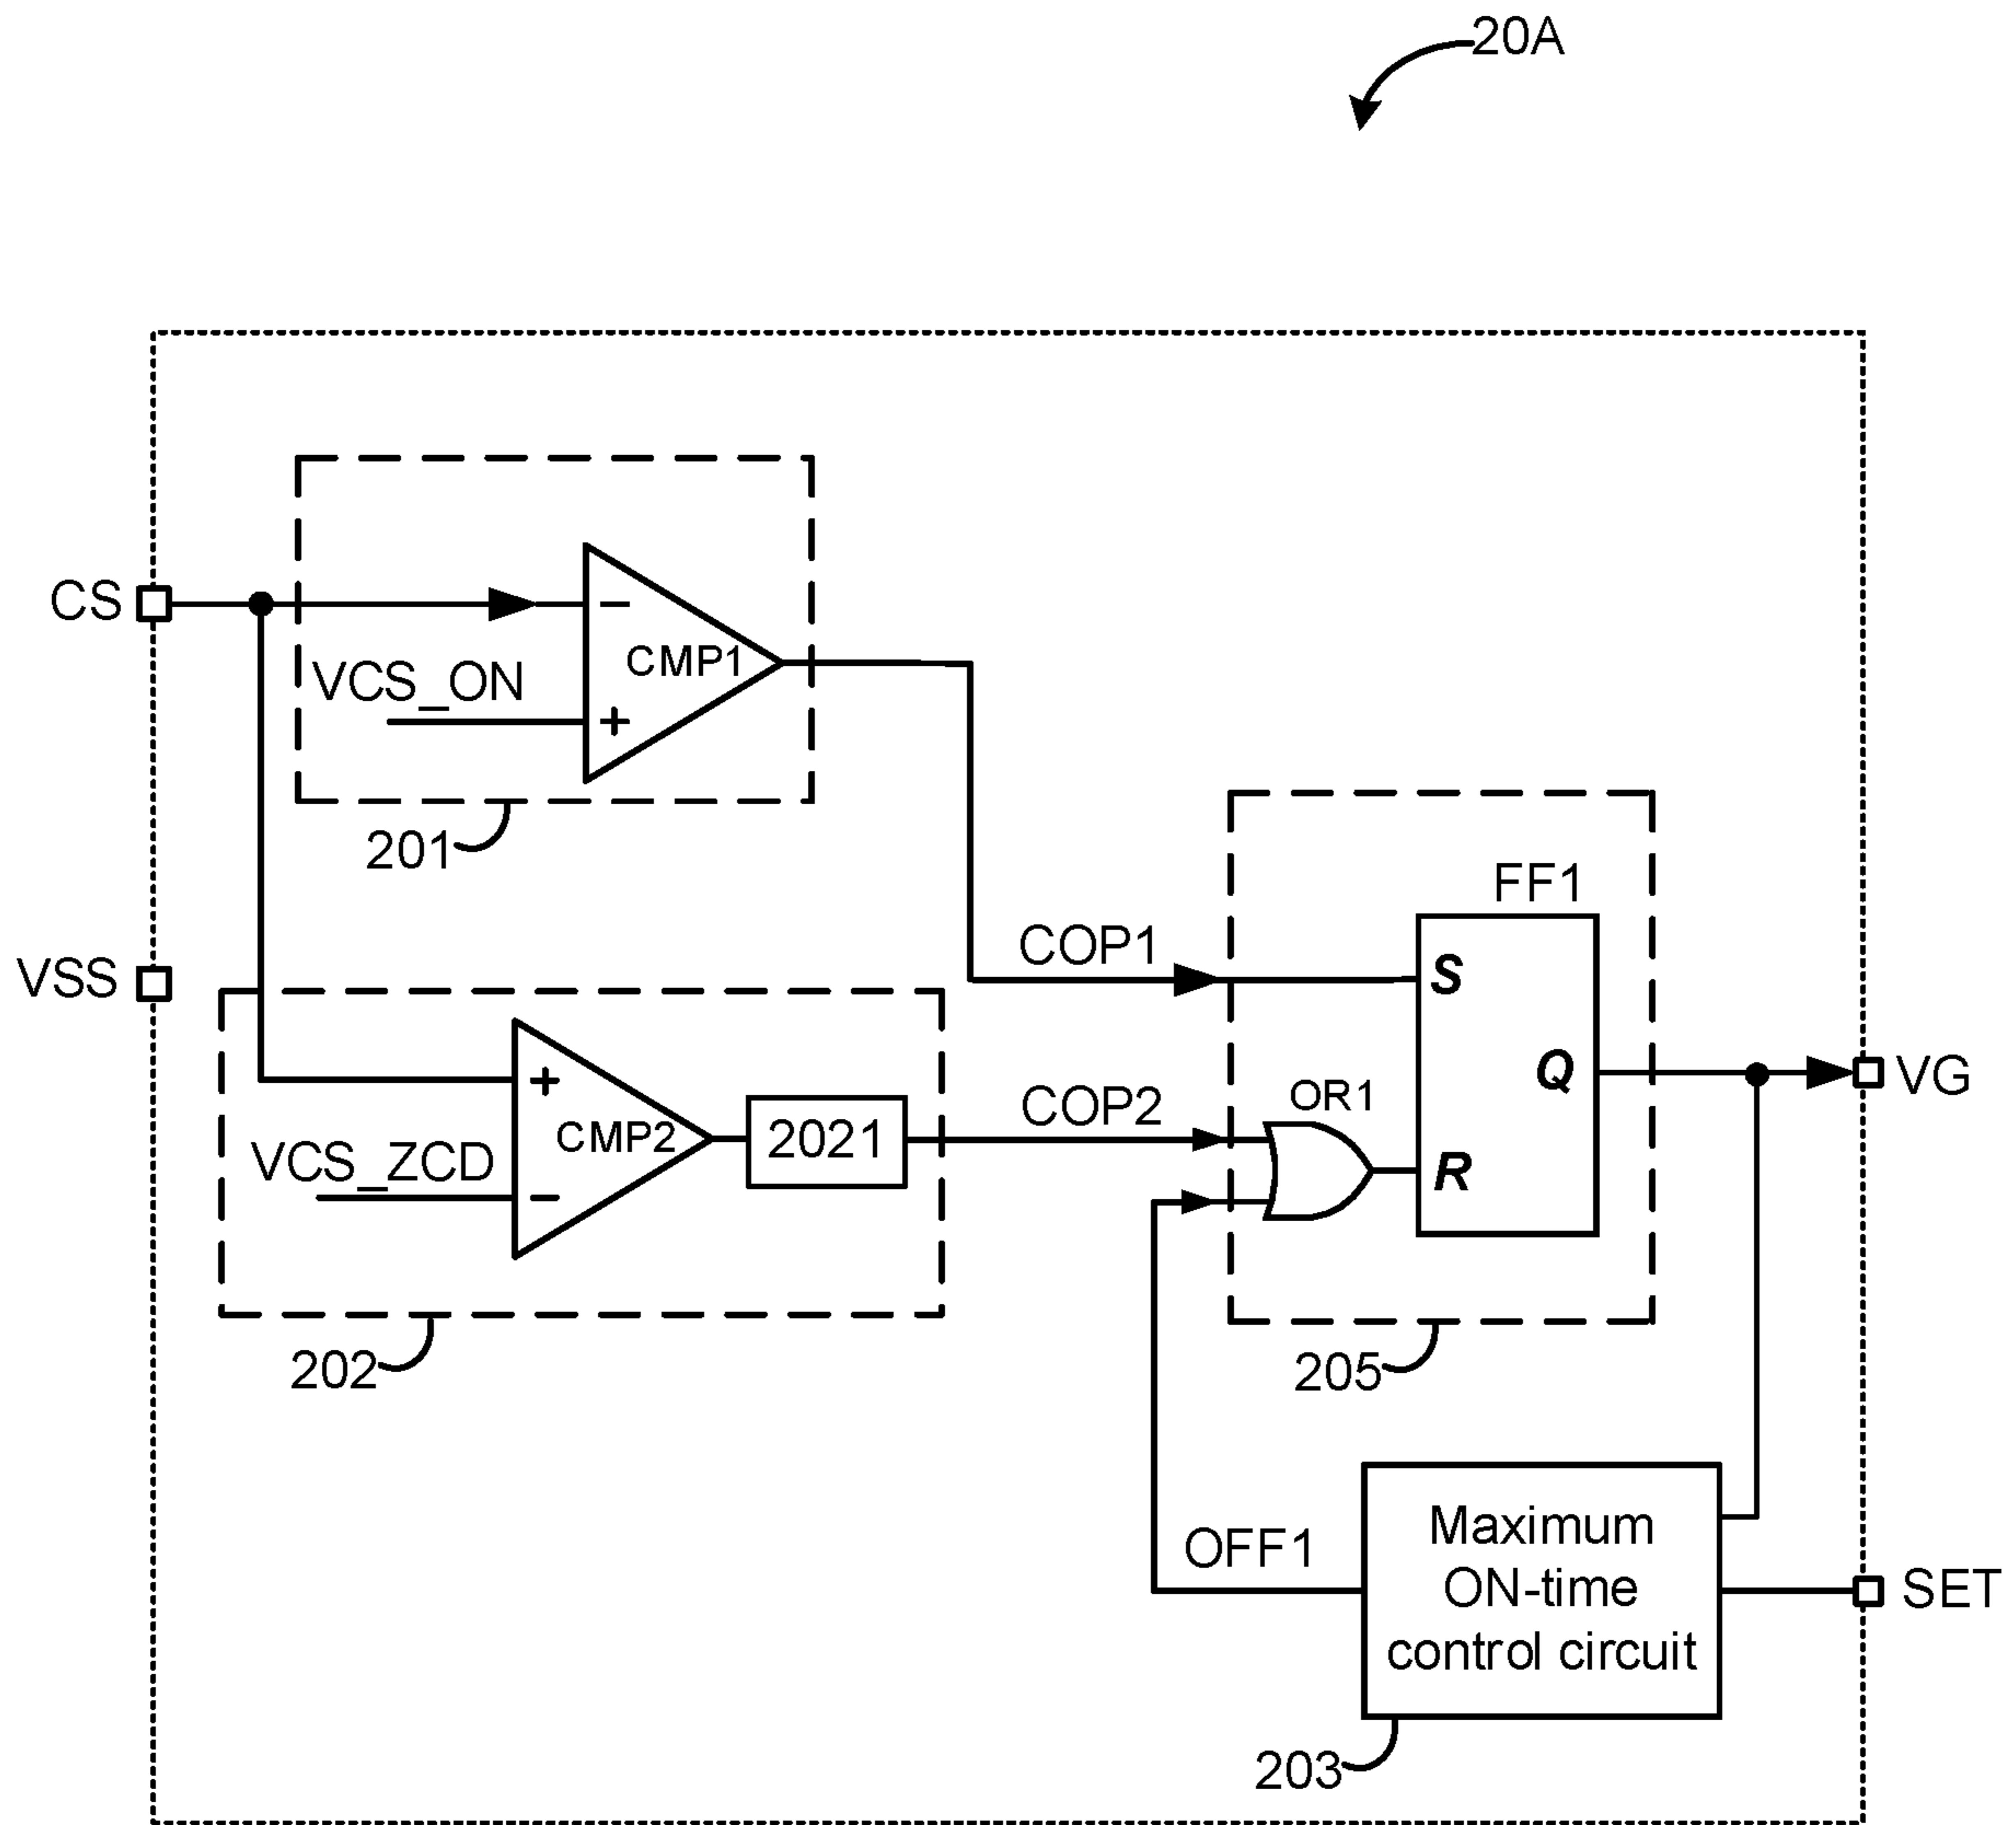 20A
CS
VCS_ON
−
CMP1
+
201
VSS
COP1
FF1
S
Q
R
VG
+
CMP2
2021
COP2
OR1
VCS_ZCD
−
202
205
OFF1
Maximum
ON-time
control circuit
SET
203